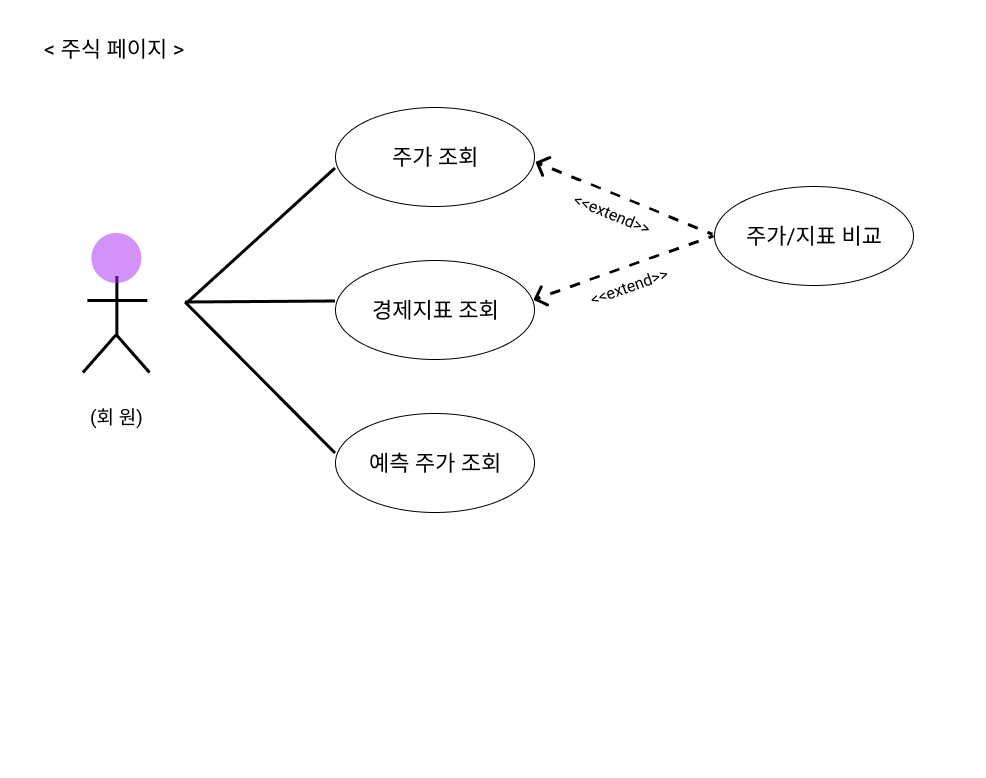 < 주식 페이지 >
주가 조회
<<extend>>
주가/지표 비교
<<extend>>
경제지표 조회
(회 원)
예측 주가 조회